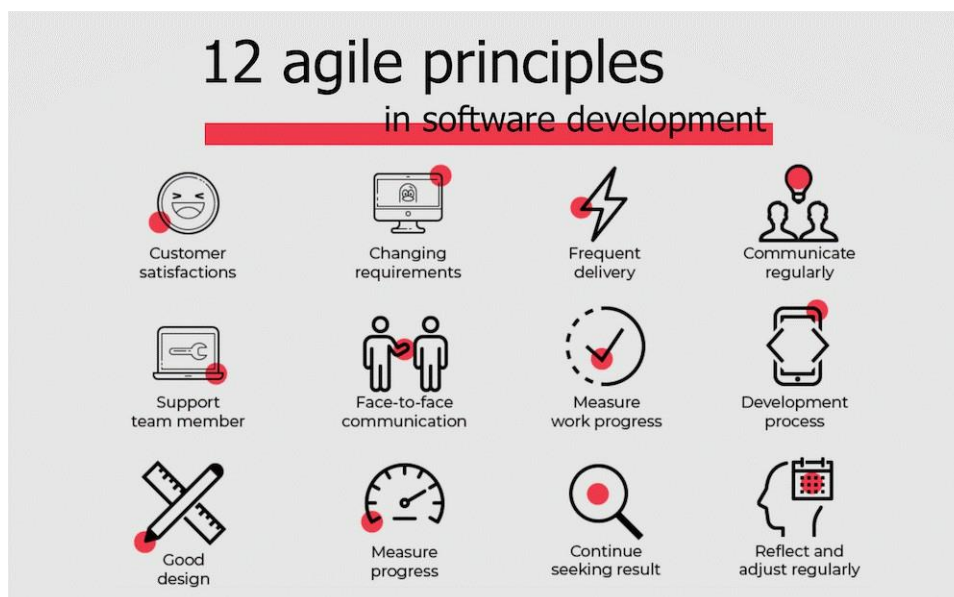 12 agile principles
in software development
Customer
satisfactions
Changing
requirements
Frequent
delivery
Communicate
regularly
Support
team member
Face-to-face
communication
Measure
work progress
Development
process
Good
design
Measure
progress
Continue
seeking result
Reflect and
adjust regularly